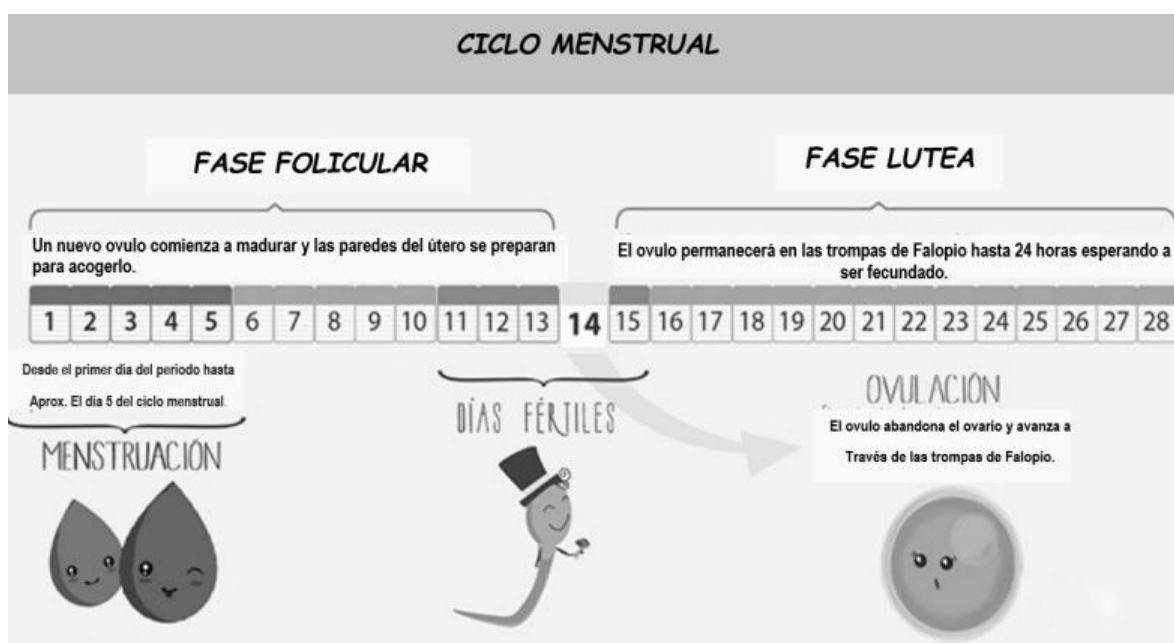 CICLO MENSTRUAL
FASE FOLICULAR
FASE LUTEA
Un nuevo ovulo comienza a madurar y las paredes del útero se preparan
para acogerlo.
El ovulo permanecerá en las trompas de Falopio hasta 24 horas esperando a
ser fecundado.
1 2 3 4 5 6 7 8 9 10 11 12 13 14 15 16 17 18 19 20 21 22 23 24 25 26 27 28
Desde el primer dia del periodo hasta
Aprox. El dia 5 del ciclo menstrual.
MENSTRUACIÓN
DÍAS FÉRTILES
OVULACIÓN
El ovulo abandona el ovario y avanza a
Través de las trompas de Falopio.